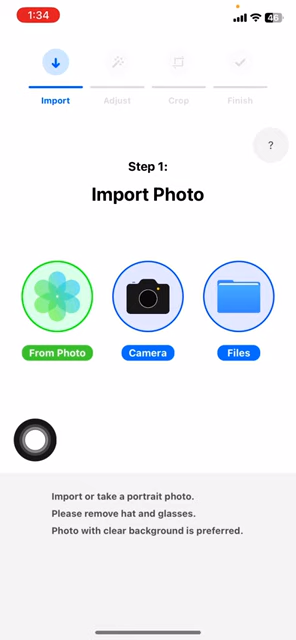 1:34
46
Import
Adjust
Crop
Finish
?
Step 1:
Import Photo
From Photo
Camera
Files
Import or take a portrait photo.
Please remove hat and glasses.
Photo with clear background is preferred.